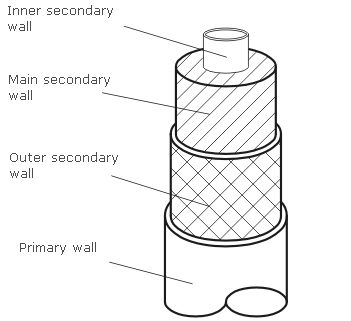 Inner secondary
wall
Main secondary
wall
Outer secondary
wall
Primary wall